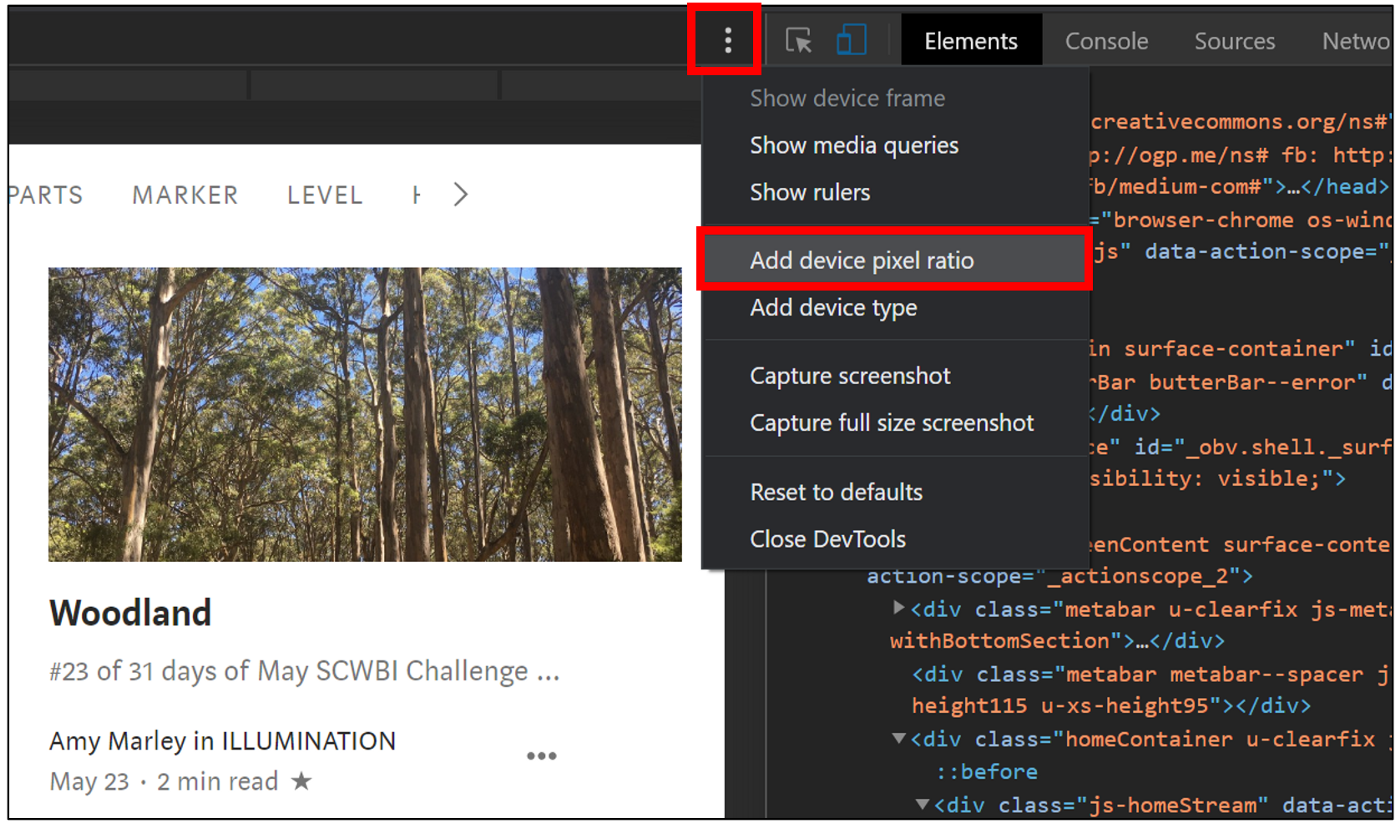 Elements Console Sources Netwo
Show device frame
Show media queries
Show rulers
Add device pixel ratio
Add device type
Capture screenshot
Capture full size screenshot
Reset to defaults
Close DevTools
PARTS MARKER LEVEL
Woodland
#23 of 31 days of May SCWBI Challenge ...
Amy Marley in ILLUMINATION
May 23 · 2 min read ★
creativecommons.org/ns#"
p://ogp.me/ns# fb: http:
fb/medium-com#">…</head>
="browser-chrome os-wind
js" data-action-scope="_
in surface-container" id
rBar butterBar--error" d
</div>
ce" id="_obv.shell._surf
sibility: visible;">
eenContent surface-conte
action-scope="_actionscope_2">
▶<div class="metabar u-clearfix js-meta
withBottomSection">…</div>
<div class="metabar metabar--spacer j
height115 u-xs-height95"></div>
▼<div class="homeContainer u-clearfix j
::before
▼<div class="js-homeStream" data-acti